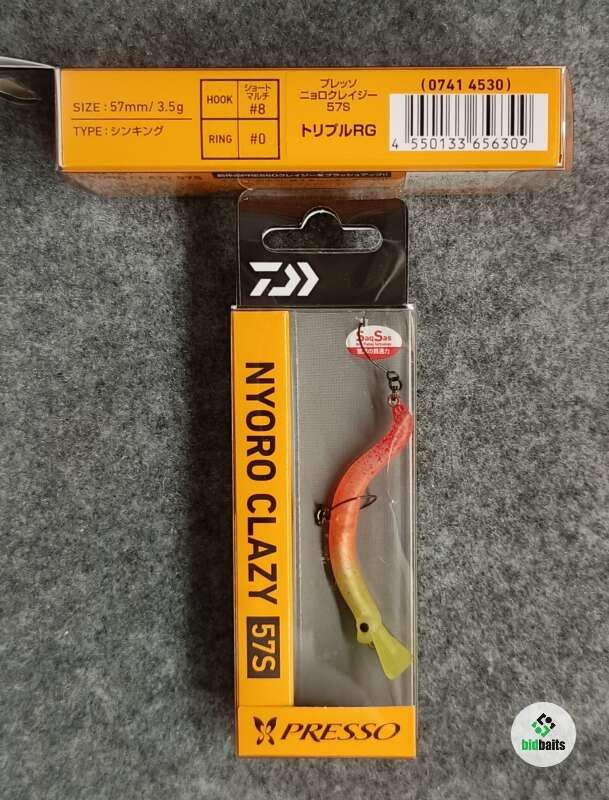 SIZE : 57mm/ 3.5g
TYPE : シンキング
HOOK
ショート
マルチ
#8
RING
#0
プレッソ
ニョロクレイジー
57S
トリプルRG
(0741 4530)
4 550133 656309
NYORO CLAZY 57S
SaqSas
PRESSO
bidbaits